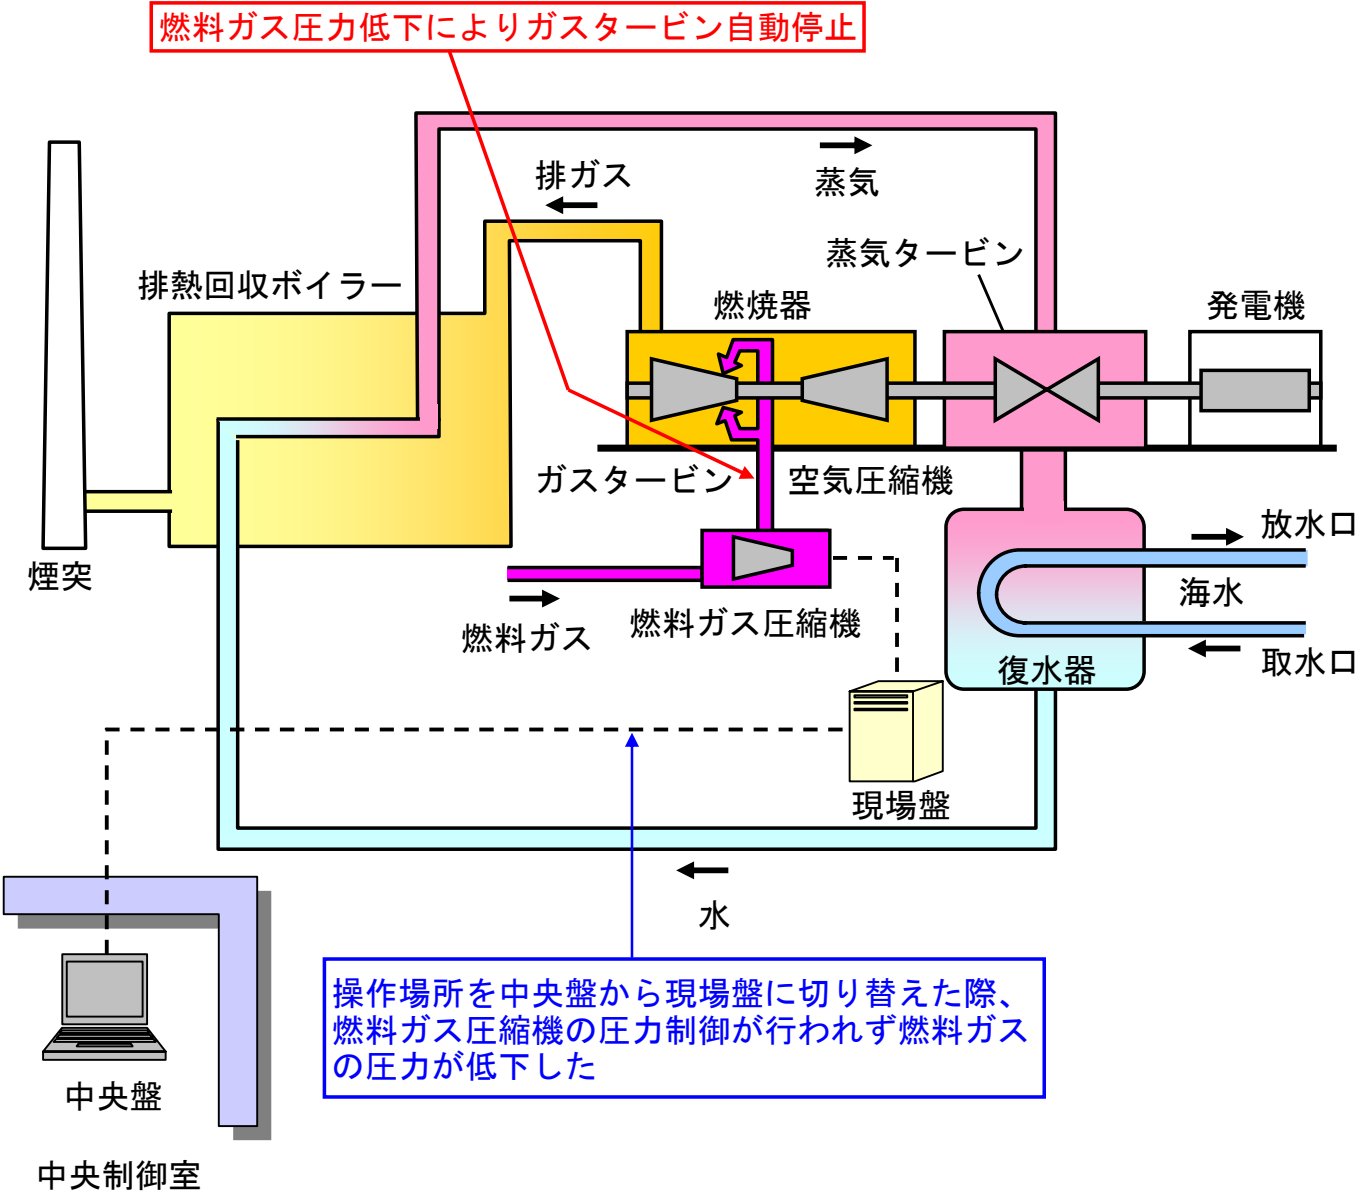 燃料ガス圧力低下によりガスタービン自動停止
排ガス
蒸気
蒸気タービン
排熱回収ボイラー
燃焼器
発電機
ガスタービン
空気圧縮機
放水口
煙突
海水
燃料ガス
燃料ガス圧縮機
復水器
取水口
現場盤
水
操作場所を中央盤から現場盤に切り替えた際、
燃料ガス圧縮機の圧力制御が行われず燃料ガス
の圧力が低下した
中央盤
中央制御室